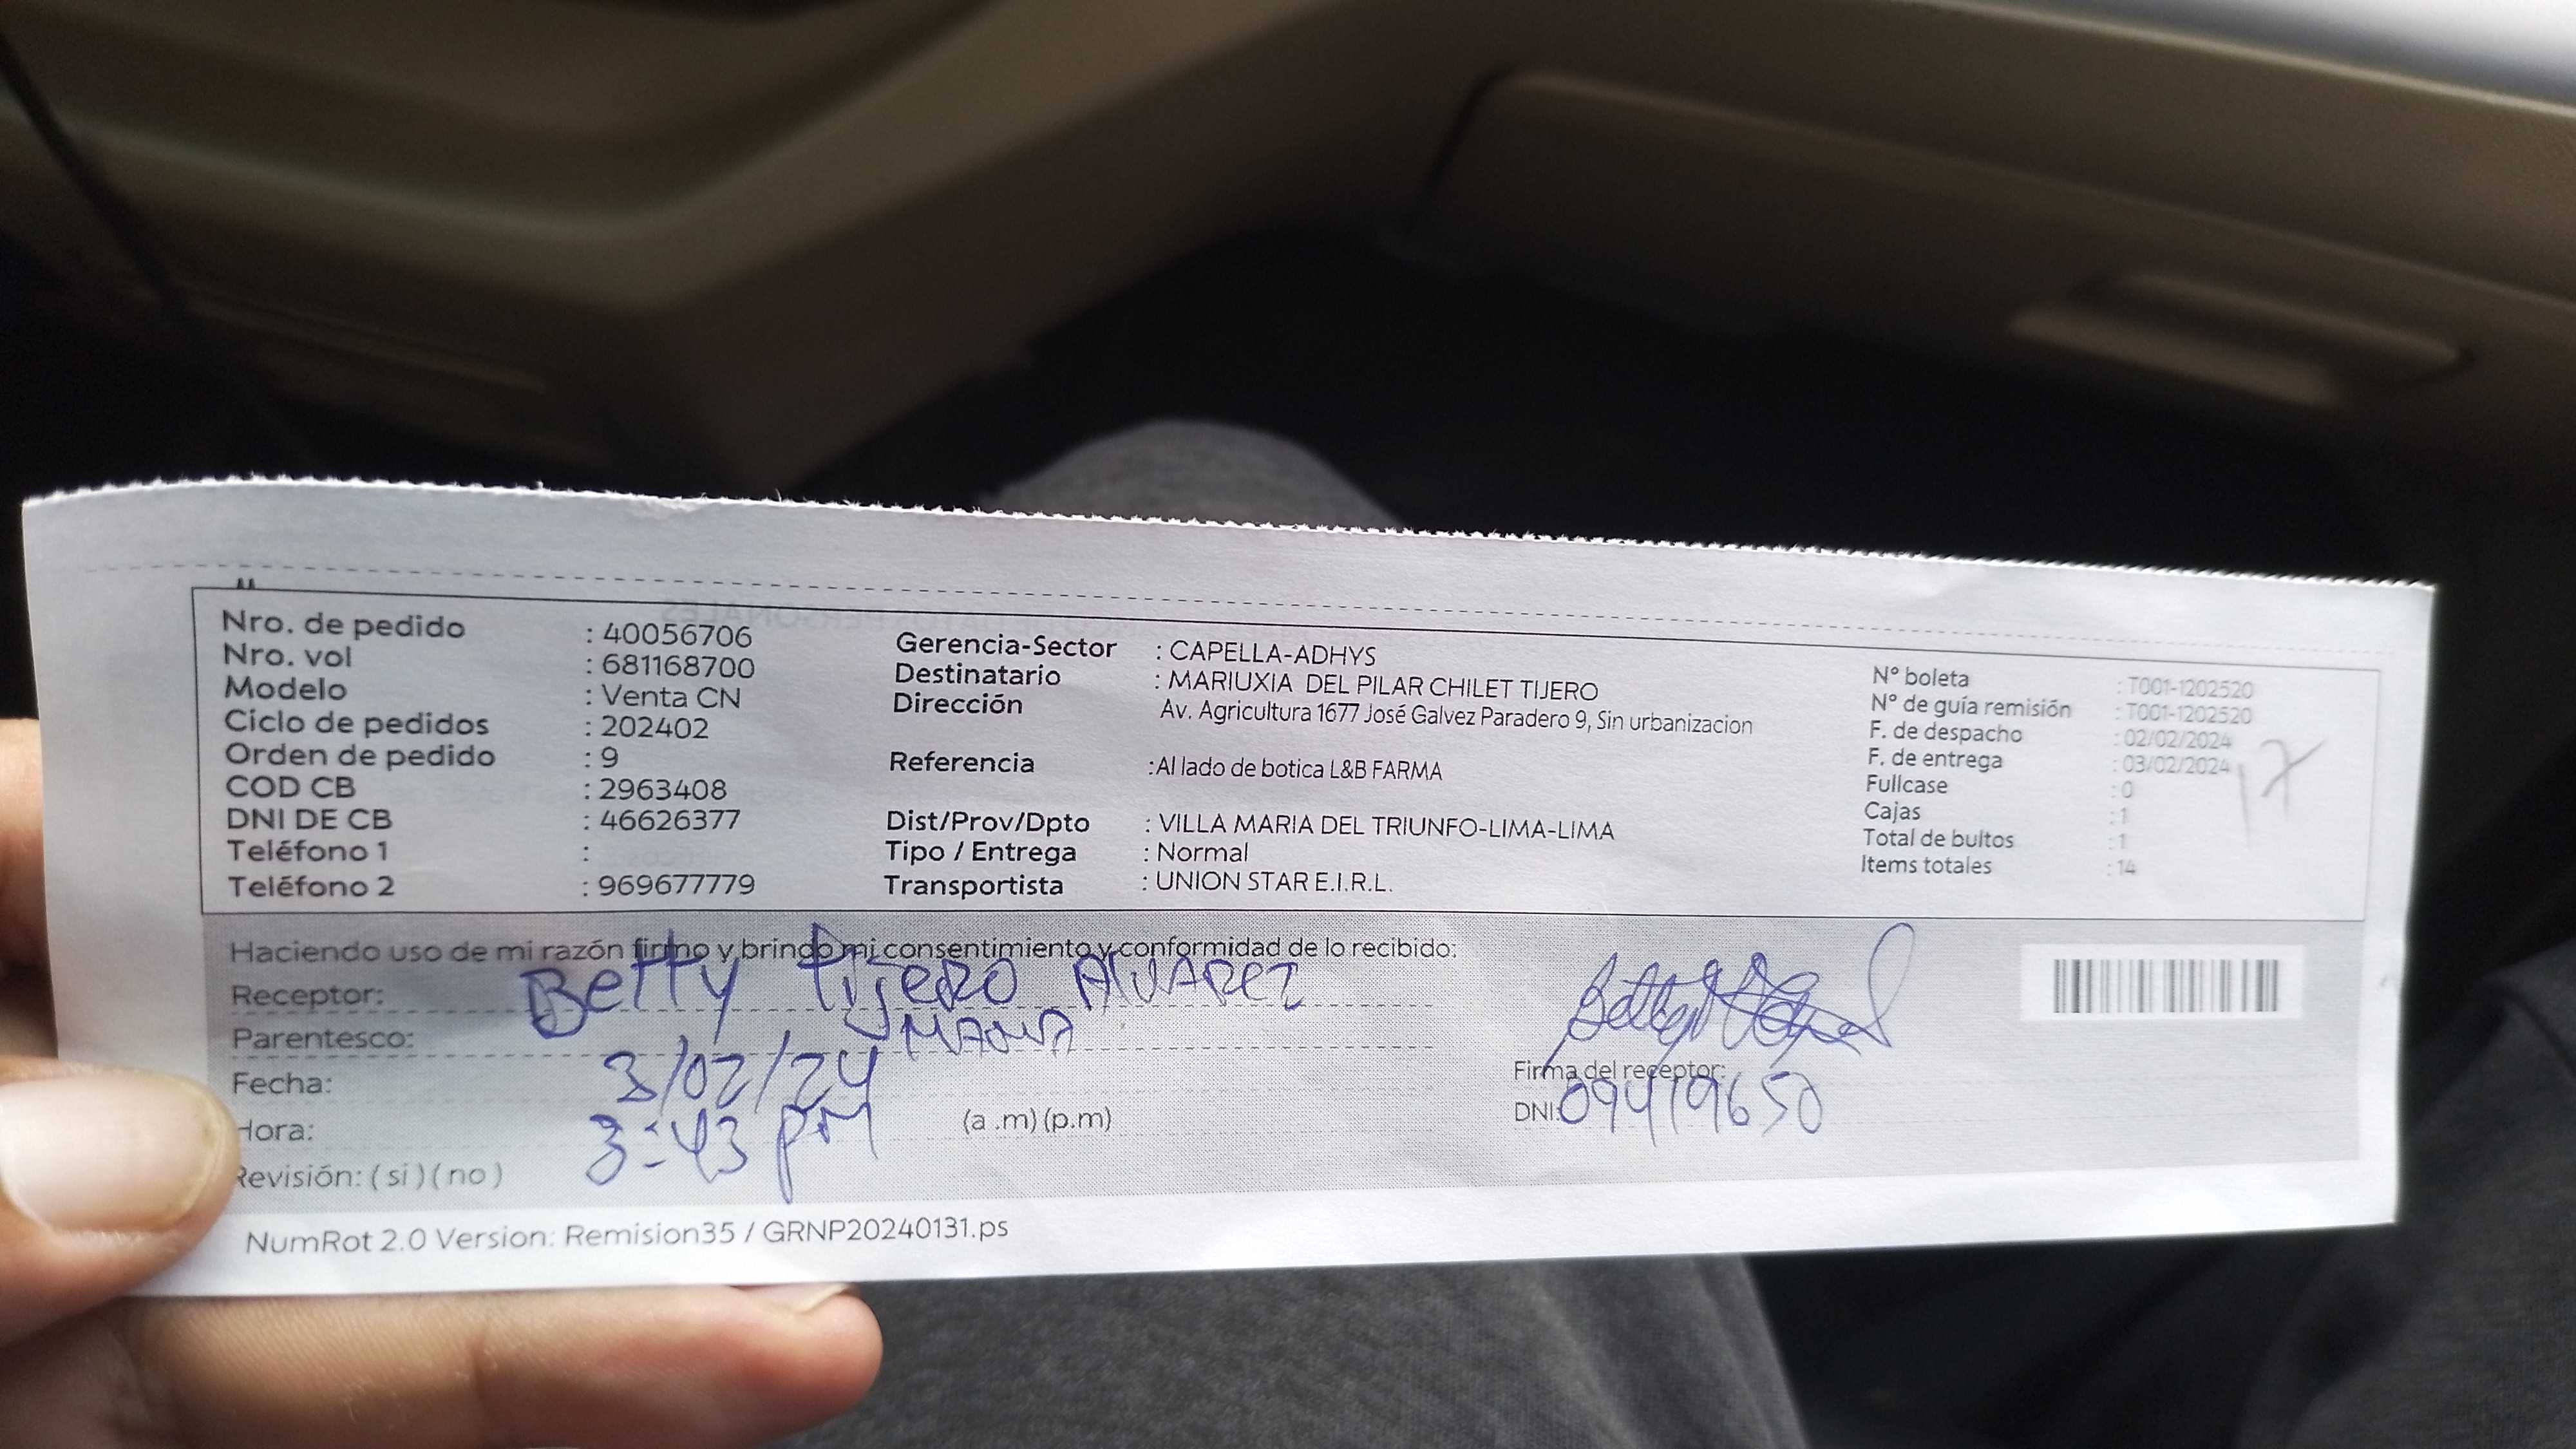 Nro. de pedido : 40056706
Nro. vol : 681168700
Modelo : Venta CN
Ciclo de pedidos : 202402
Orden de pedido : 9
COD CB : 2963408
DNI DE CB : 46626377
Teléfono 1 :
Teléfono 2 : 969677779
Gerencia-Sector : CAPELLA-ADHYS
Destinatario : MARIUXIA DEL PILAR CHILET TIJERO
Dirección Av. Agricultura 1677 José Galvez Paradero 9, Sin urbanizacion
Referencia :Al lado de botica L&B FARMA
Dist/Prov/Dpto : VILLA MARIA DEL TRIUNFO-LIMA-LIMA
Tipo / Entrega : Normal
Transportista : UNION STAR E.I.R.L.
N° boleta : T001-1202520
N° de guía remisión : T001-1202520
F. de despacho : 02/02/2024
F. de entrega : 03/02/2024
Fullcase : 0
Cajas : 1
Total de bultos : 1
Items totales : 14
17
Haciendo uso de mi razón firmo y brindo mi consentimiento y conformidad de lo recibido:
Receptor: Betty Tijero Alvarez
Parentesco: MAMA
Fecha: 3/02/24
Hora: 3:43 pm (a .m) (p.m)
Revisión: ( si ) ( no )
Firma del receptor:
DNI: 09419650
NumRot 2.0 Version: Remision35 / GRNP20240131.ps